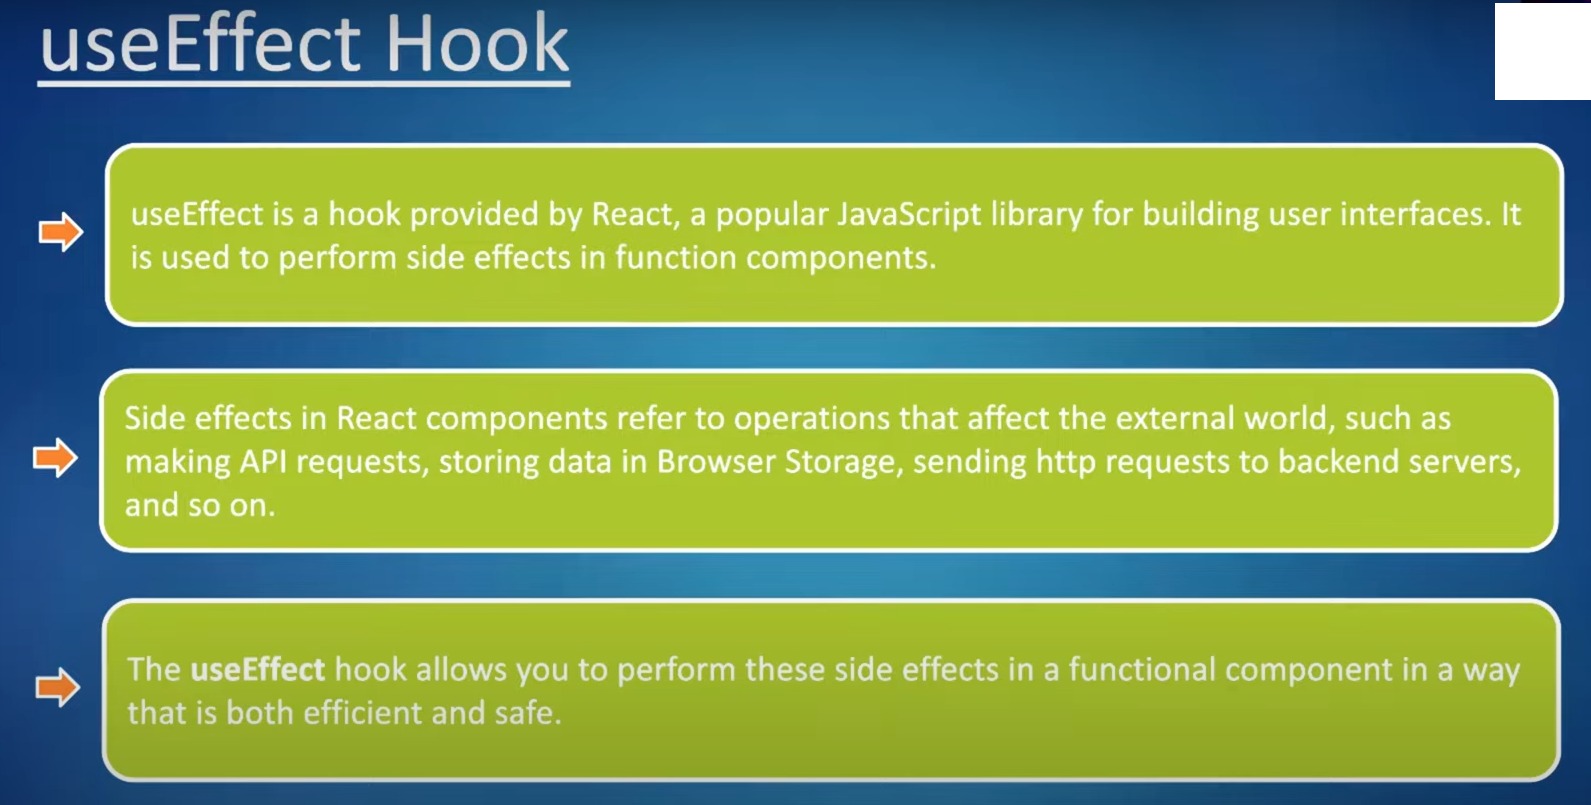 useEffect Hook
useEffect is a hook provided by React, a popular JavaScript library for building user interfaces. It
is used to perform side effects in function components.
Side effects in React components refer to operations that affect the external world, such as
making API requests, storing data in Browser Storage, sending http requests to backend servers,
and so on.
The useEffect hook allows you to perform these side effects in a functional component in a way
that is both efficient and safe.